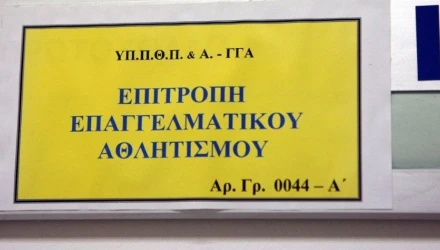 ΥΠ.Π.Θ.Π. & Α. - ΓΓΑ
ΕΠΙΤΡΟΠΗ
ΕΠΑΓΓΕΛΜΑΤΙΚΟΥ
ΑΘΛΗΤΙΣΜΟΥ
Αρ. Γρ. 0044 – Α΄